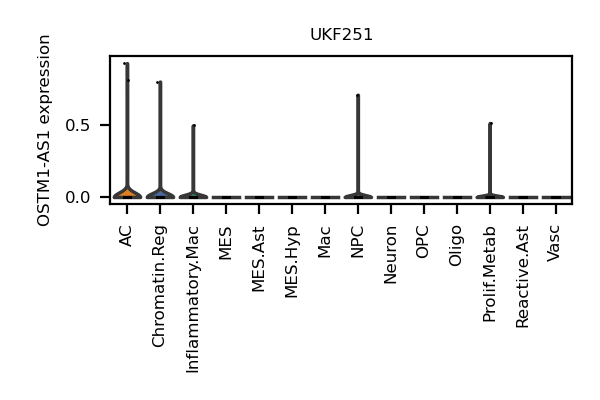 UKF251
OSTM1-AS1 expression
0.5
0.0
AC
Chromatin.Reg
Inflammatory.Mac
MES
MES.Ast
MES.Hyp
Mac
NPC
Neuron
OPC
Oligo
Prolif.Metab
Reactive.Ast
Vasc